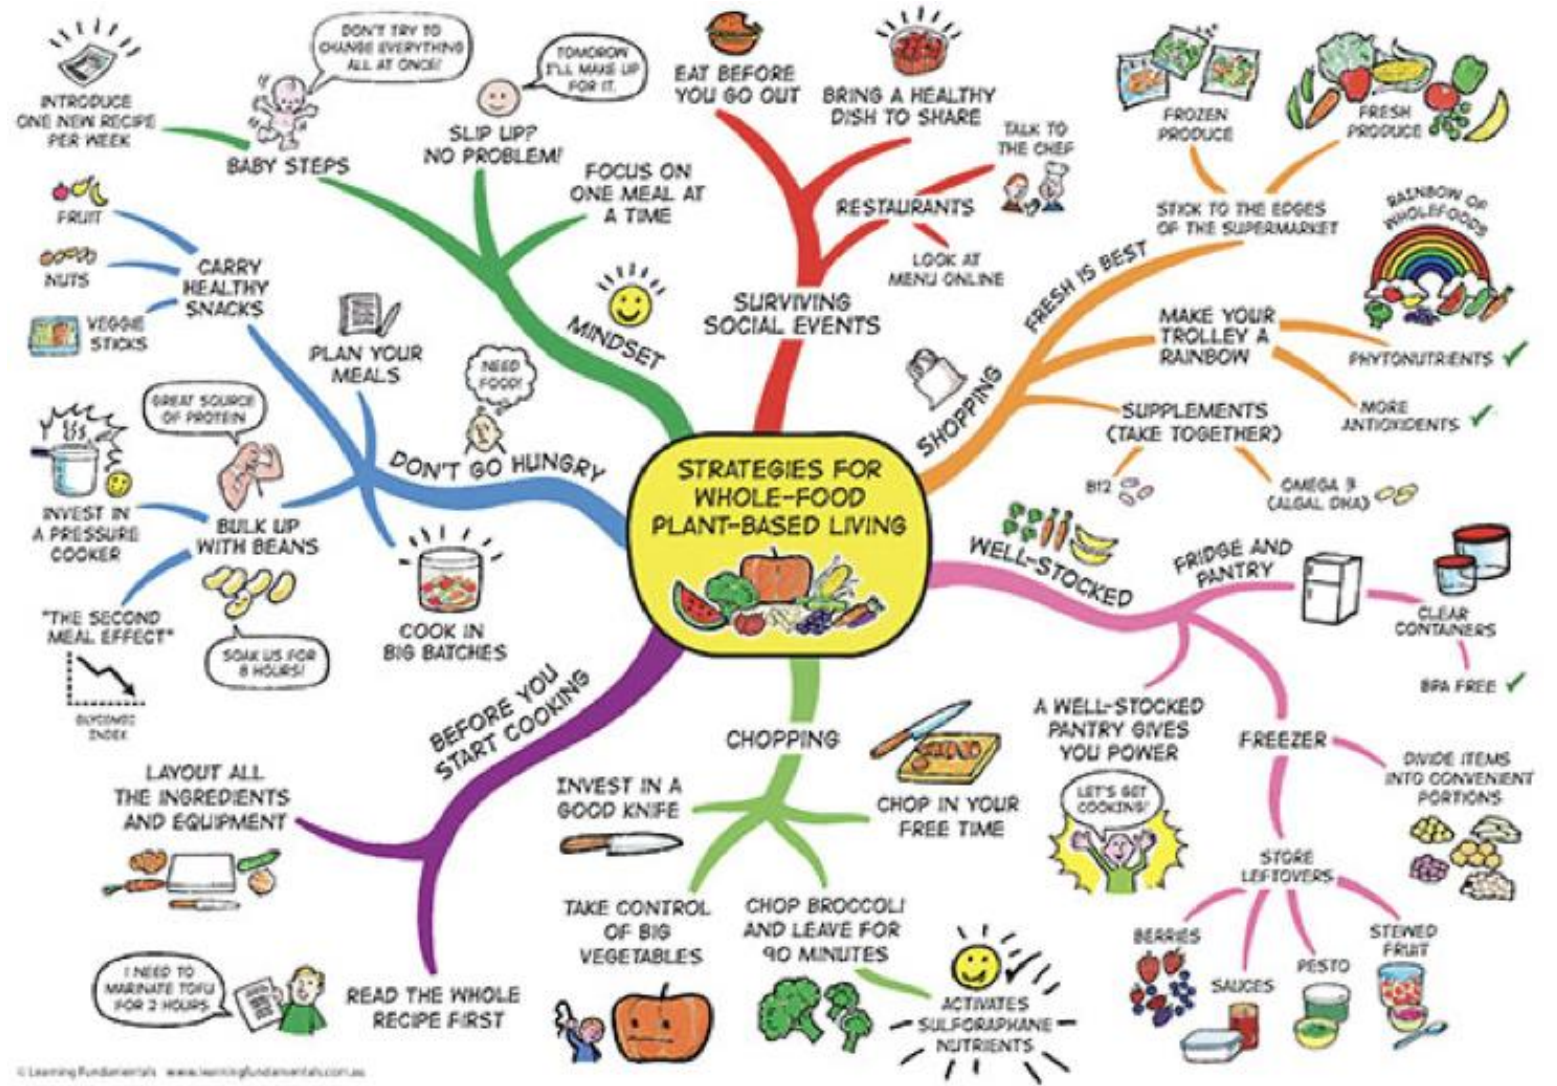 STRATEGIES FOR
WHOLE-FOOD
PLANT-BASED LIVING
MINDSET
BABY STEPS
DON'T TRY TO
CHANGE EVERYTHING
ALL AT ONCE!
INTRODUCE
ONE NEW RECIPE
PER WEEK
SLIP UP?
NO PROBLEM!
TOMOROW
I'LL MAKE UP
FOR IT.
FOCUS ON
ONE MEAL AT
A TIME
SURVIVING
SOCIAL EVENTS
EAT BEFORE
YOU GO OUT
BRING A HEALTHY
DISH TO SHARE
RESTAURANTS
TALK TO
THE CHEF
LOOK AT
MENU ONLINE
SHOPPING
FRESH IS BEST
STICK TO THE EDGES
OF THE SUPERMARKET
FROZEN
PRODUCE
FRESH
PRODUCE
MAKE YOUR
TROLLEY A
RAINBOW
RAINBOW OF
WHOLEFOODS
PHYTONUTRIENTS
MORE
ANTIOXIDENTS
SUPPLEMENTS
(TAKE TOGETHER)
B12
OMEGA 3
(ALGAL DHA)
WELL-STOCKED
FRIDGE AND
PANTRY
CLEAR
CONTAINERS
BPA FREE
A WELL-STOCKED
PANTRY GIVES
YOU POWER
LET'S GET
COOKING!
FREEZER
DIVIDE ITEMS
INTO CONVENIENT
PORTIONS
STORE
LEFTOVERS
BERRIES
SAUCES
PESTO
STEWED
FRUIT
CHOPPING
INVEST IN A
GOOD KNIFE
CHOP IN YOUR
FREE TIME
TAKE CONTROL
OF BIG
VEGETABLES
CHOP BROCCOLI
AND LEAVE FOR
90 MINUTES
ACTIVATES
SULFORAPHANE
NUTRIENTS
BEFORE YOU
START COOKING
LAYOUT ALL
THE INGREDIENTS
AND EQUIPMENT
READ THE WHOLE
RECIPE FIRST
I NEED TO
MARINATE TOFU
FOR 2 HOURS
DON'T GO HUNGRY
NEED
FOOD!
PLAN YOUR
MEALS
CARRY
HEALTHY
SNACKS
FRUIT
NUTS
VEGGIE
STICKS
BULK UP
WITH BEANS
GREAT SOURCE
OF PROTEIN
SOAK US FOR
8 HOURS!
INVEST IN
A PRESSURE
COOKER
"THE SECOND
MEAL EFFECT"
GLYCEMIC
INDEX
COOK IN
BIG BATCHES
© Learning Fundamentals www.learningfundamentals.com.au